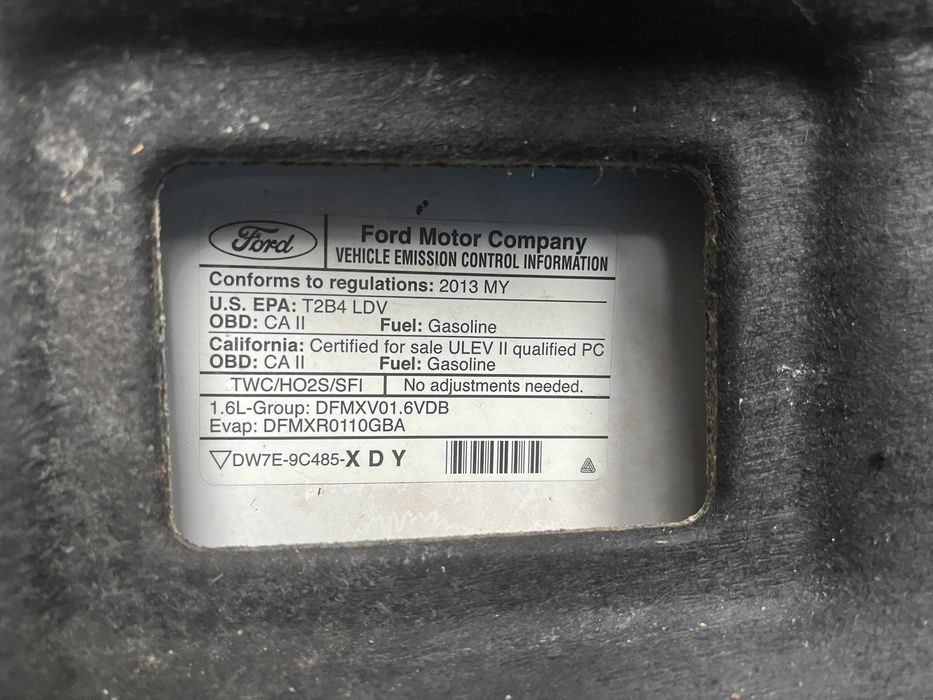 Ford
Ford Motor Company
VEHICLE EMISSION CONTROL INFORMATION
Conforms to regulations: 2013 MY
U.S. EPA: T2B4 LDV
OBD: CA II Fuel: Gasoline
California: Certified for sale ULEV II qualified PC
OBD: CA II Fuel: Gasoline
TWC/HO2S/SFI No adjustments needed.
1.6L-Group: DFMXV01.6VDB
Evap: DFMXR0110GBA
DW7E-9C485-X D Y